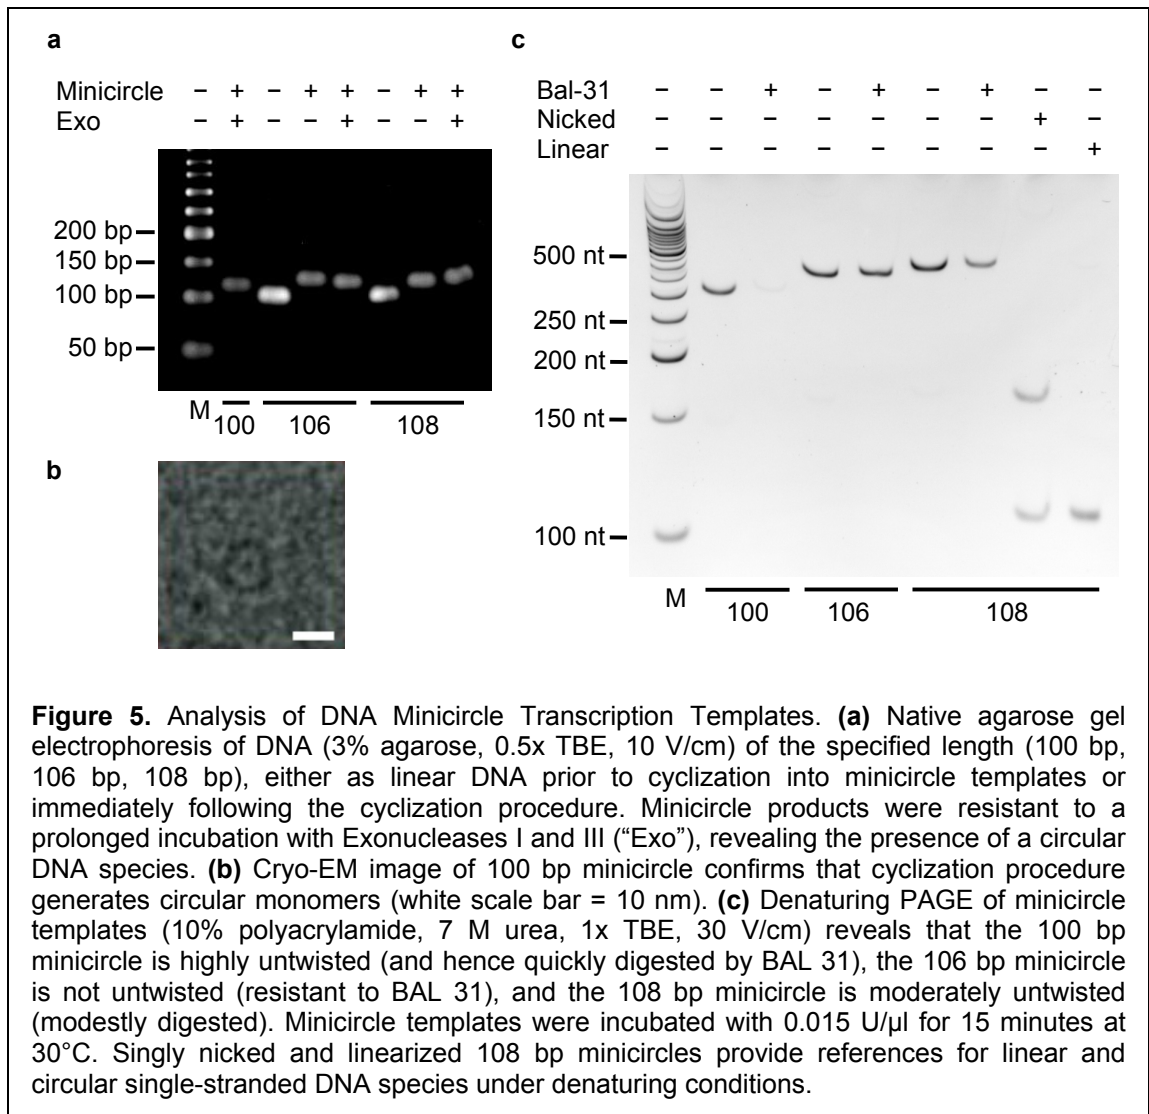 a
Minicircle − + − + + − + +
Exo − + − − + − − +
200 bp
150 bp
100 bp
50 bp
M 100 106 108
b
c
Bal-31 − − + − + − + − −
Nicked − − − − − − − + −
Linear − − − − − − − − +
500 nt
250 nt
200 nt
150 nt
100 nt
M 100 106 108
Figure 5. Analysis of DNA Minicircle Transcription Templates. (a) Native agarose gel
electrophoresis of DNA (3% agarose, 0.5x TBE, 10 V/cm) of the specified length (100 bp,
106 bp, 108 bp), either as linear DNA prior to cyclization into minicircle templates or
immediately following the cyclization procedure. Minicircle products were resistant to a
prolonged incubation with Exonucleases I and III (“Exo”), revealing the presence of a circular
DNA species. (b) Cryo-EM image of 100 bp minicircle confirms that cyclization procedure
generates circular monomers (white scale bar = 10 nm). (c) Denaturing PAGE of minicircle
templates (10% polyacrylamide, 7 M urea, 1x TBE, 30 V/cm) reveals that the 100 bp
minicircle is highly untwisted (and hence quickly digested by BAL 31), the 106 bp minicircle
is not untwisted (resistant to BAL 31), and the 108 bp minicircle is moderately untwisted
(modestly digested). Minicircle templates were incubated with 0.015 U/µl for 15 minutes at
30°C. Singly nicked and linearized 108 bp minicircles provide references for linear and
circular single-stranded DNA species under denaturing conditions.